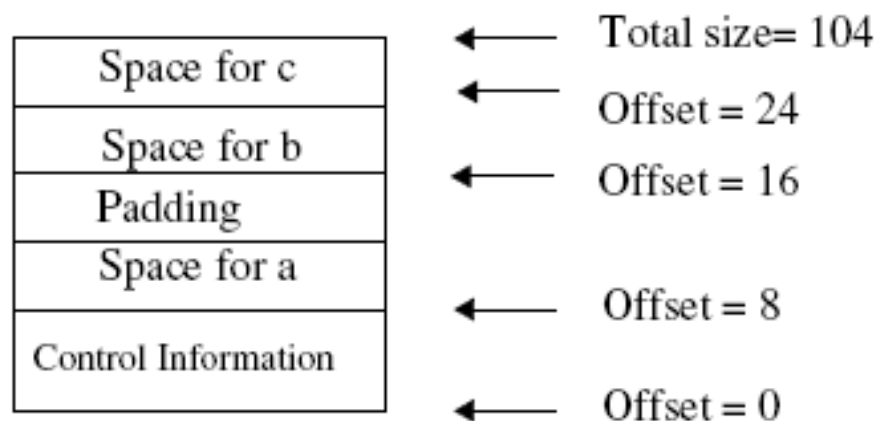 Space for c
Space for b
Padding
Space for a
Control Information
Total size= 104
Offset = 24
Offset = 16
Offset = 8
Offset = 0